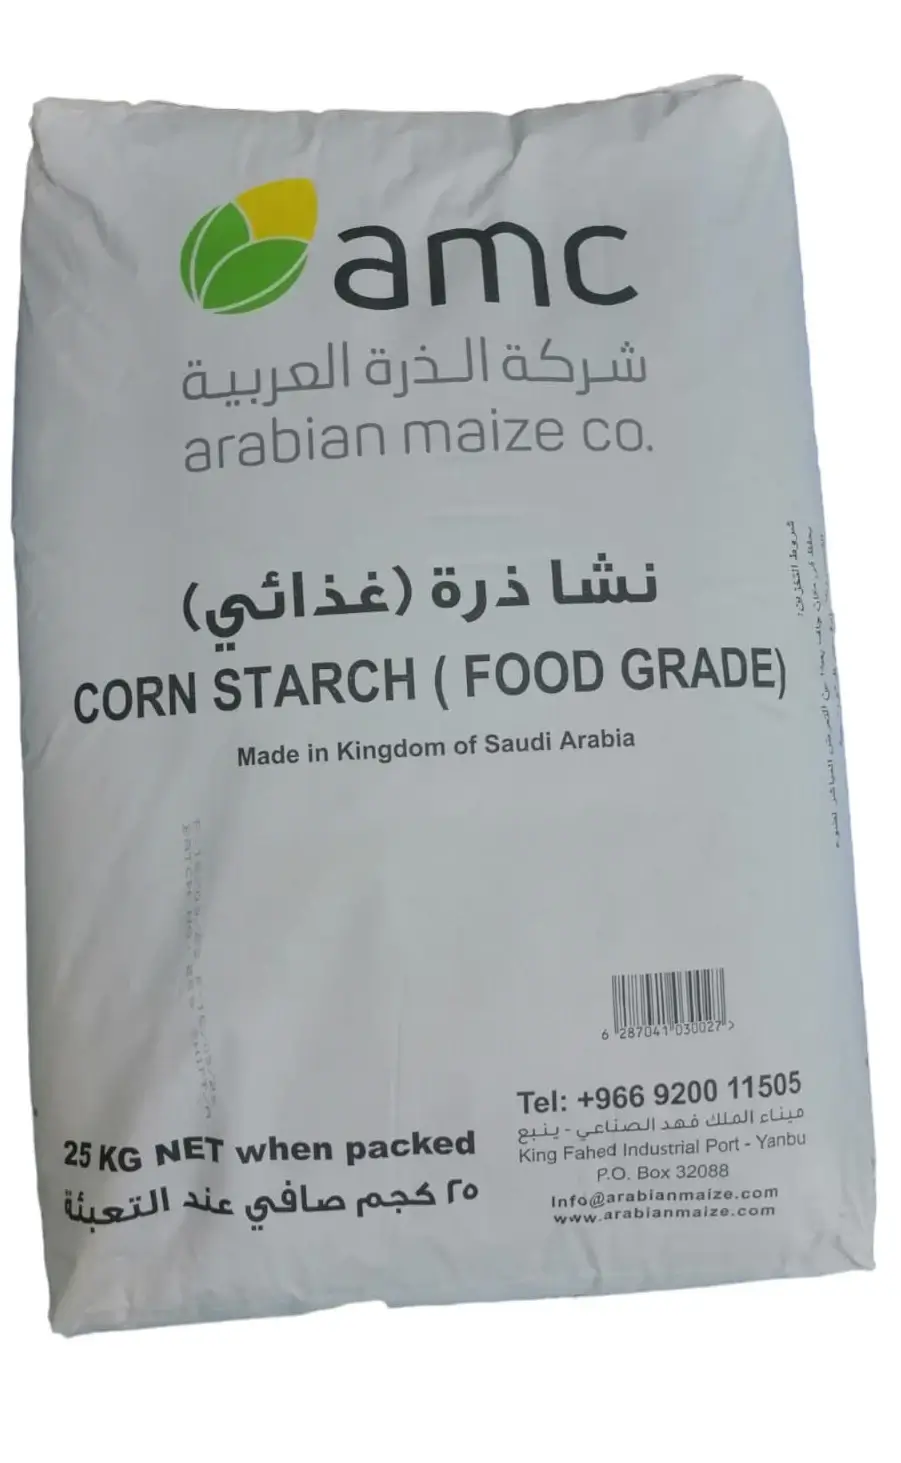 amc
شركة الذرة العربية
arabian maize co.
نشا ذرة (غذائي)
CORN STARCH ( FOOD GRADE)
Made in Kingdom of Saudi Arabia
شروط التخزين:
6 287041 030027 >
Tel: +966 9200 11505
ميناء الملك فهد الصناعي - ينبع
King Fahed Industrial Port - Yanbu
P.O. Box 32088
Info@arabianmaize.com
www.arabianmaize.com
25 KG NET when packed
٢٥ كجم صافي عند التعبئة